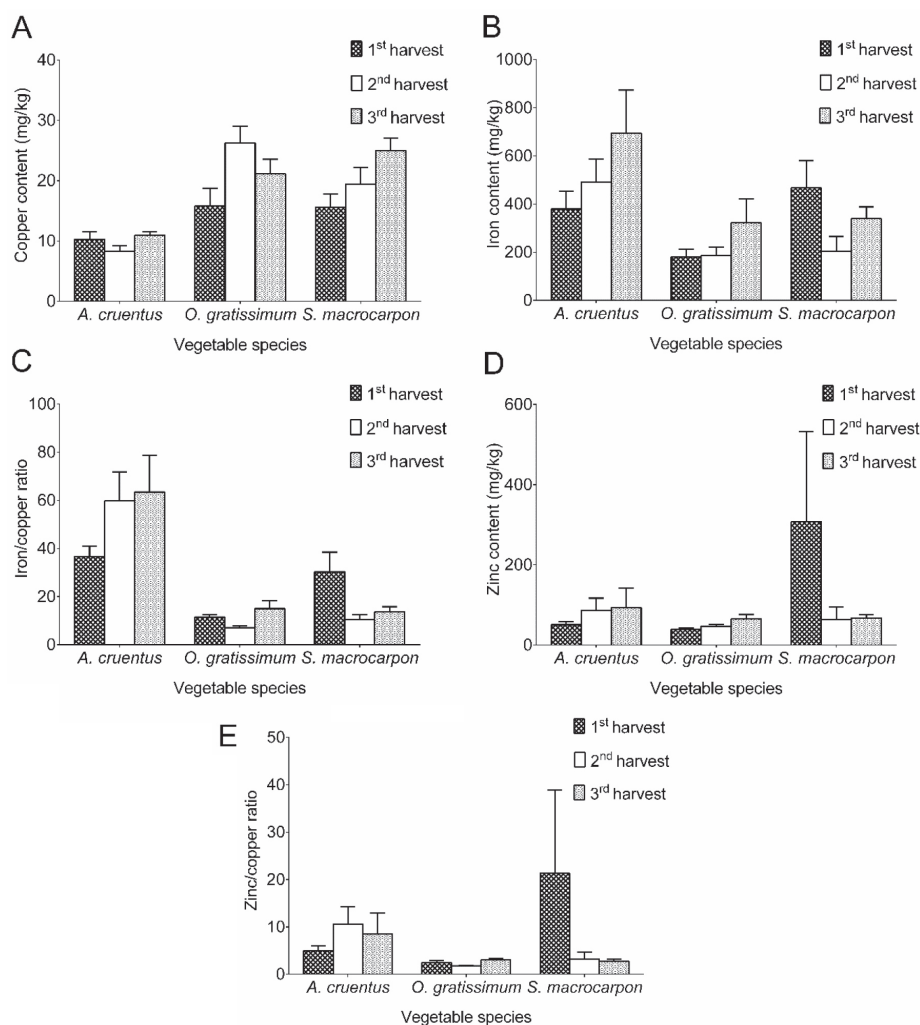 A
Copper content (mg/kg)
40
30
20
10
0
1st harvest
2nd harvest
3rd harvest
A. cruentus
O. gratissimum
S. macrocarpon
Vegetable species
B
Iron content (mg/kg)
1000
800
600
400
200
0
1st harvest
2nd harvest
3rd harvest
A. cruentus
O. gratissimum
S. macrocarpon
Vegetable species
C
Iron/copper ratio
100
80
60
40
20
0
1st harvest
2nd harvest
3rd harvest
A. cruentus
O. gratissimum
S. macrocarpon
Vegetable species
D
Zinc content (mg/kg)
600
400
200
0
1st harvest
2nd harvest
3rd harvest
A. cruentus
O. gratissimum
S. macrocarpon
Vegetable species
E
Zinc/copper ratio
50
40
30
20
10
0
1st harvest
2nd harvest
3rd harvest
A. cruentus
O. gratissimum
S. macrocarpon
Vegetable species